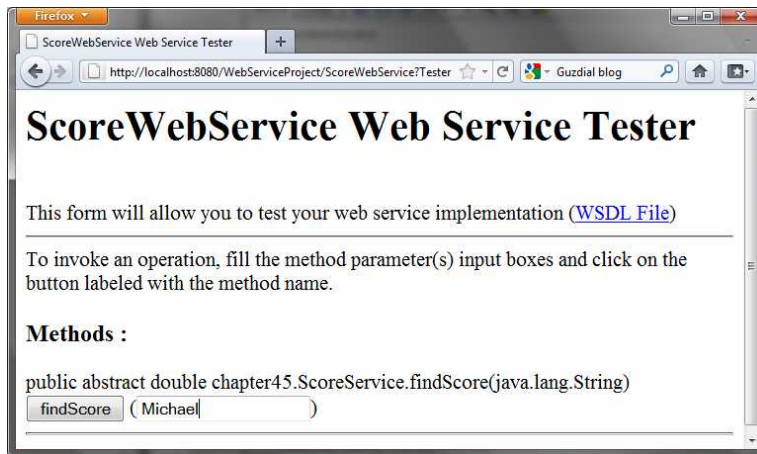 Firefox
ScoreWebService Web Service Tester
http://localhost:8080/WebServiceProject/ScoreWebService?Tester
Guzdial blog
ScoreWebService Web Service Tester
This form will allow you to test your web service implementation (WSDL File)
To invoke an operation, fill the method parameter(s) input boxes and click on the
button labeled with the method name.
Methods :
public abstract double chapter45.ScoreService.findScore(java.lang.String)
findScore (Michael)